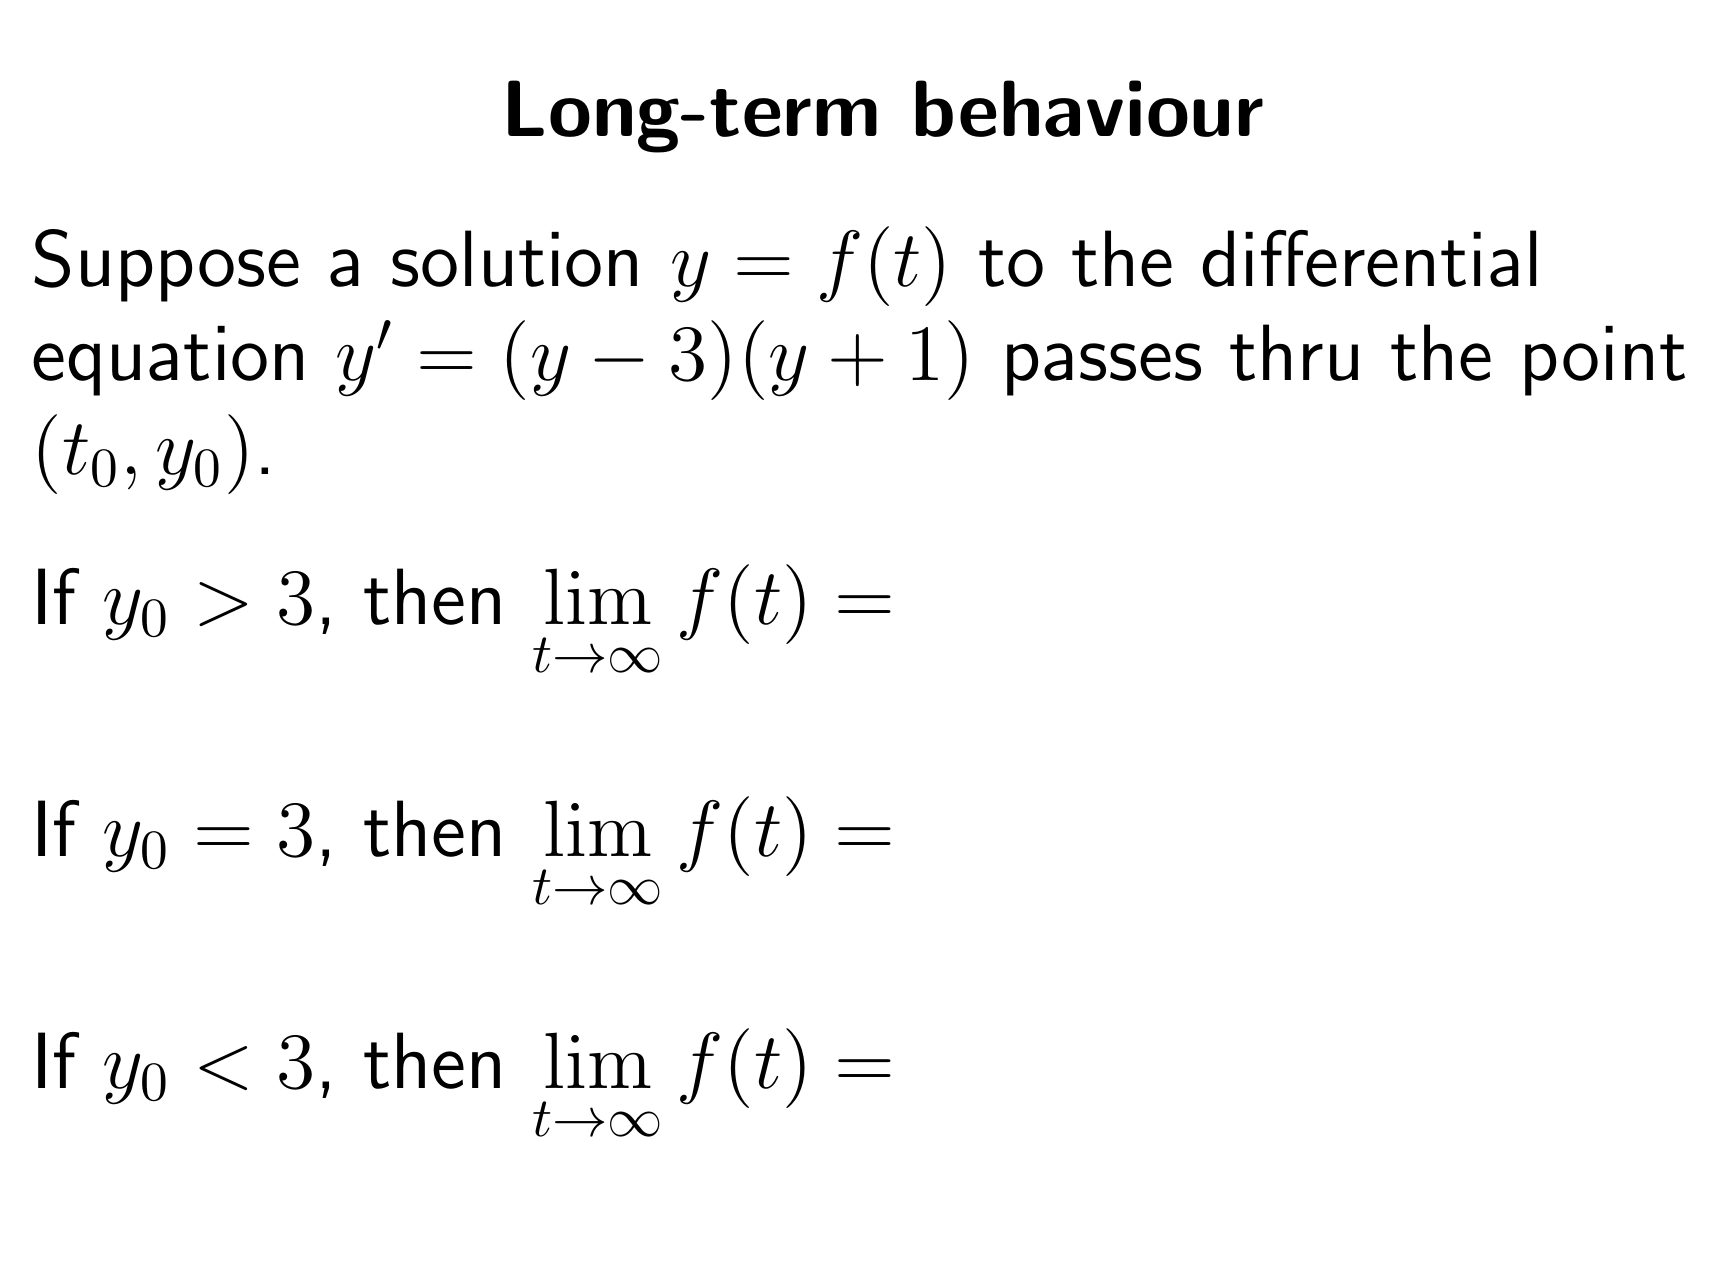 Long-term behaviour
Suppose a solution y = f(t) to the differential
equation y′ = (y − 3)(y + 1) passes thru the point
(t₀, y₀).
If y₀ > 3, then lim f(t) =
t→∞
If y₀ = 3, then lim f(t) =
t→∞
If y₀ < 3, then lim f(t) =
t→∞